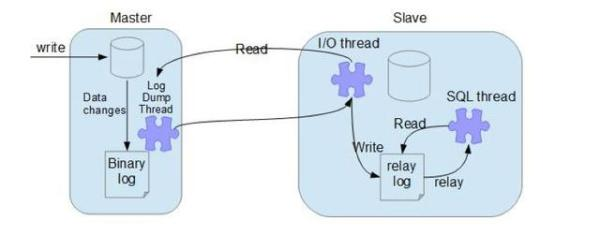 Master
Slave
write
Read
I/O thread
Log
Dump
Thread
Data
changes
SQL thread
Read
Write
Binary
log
relay
log
relay